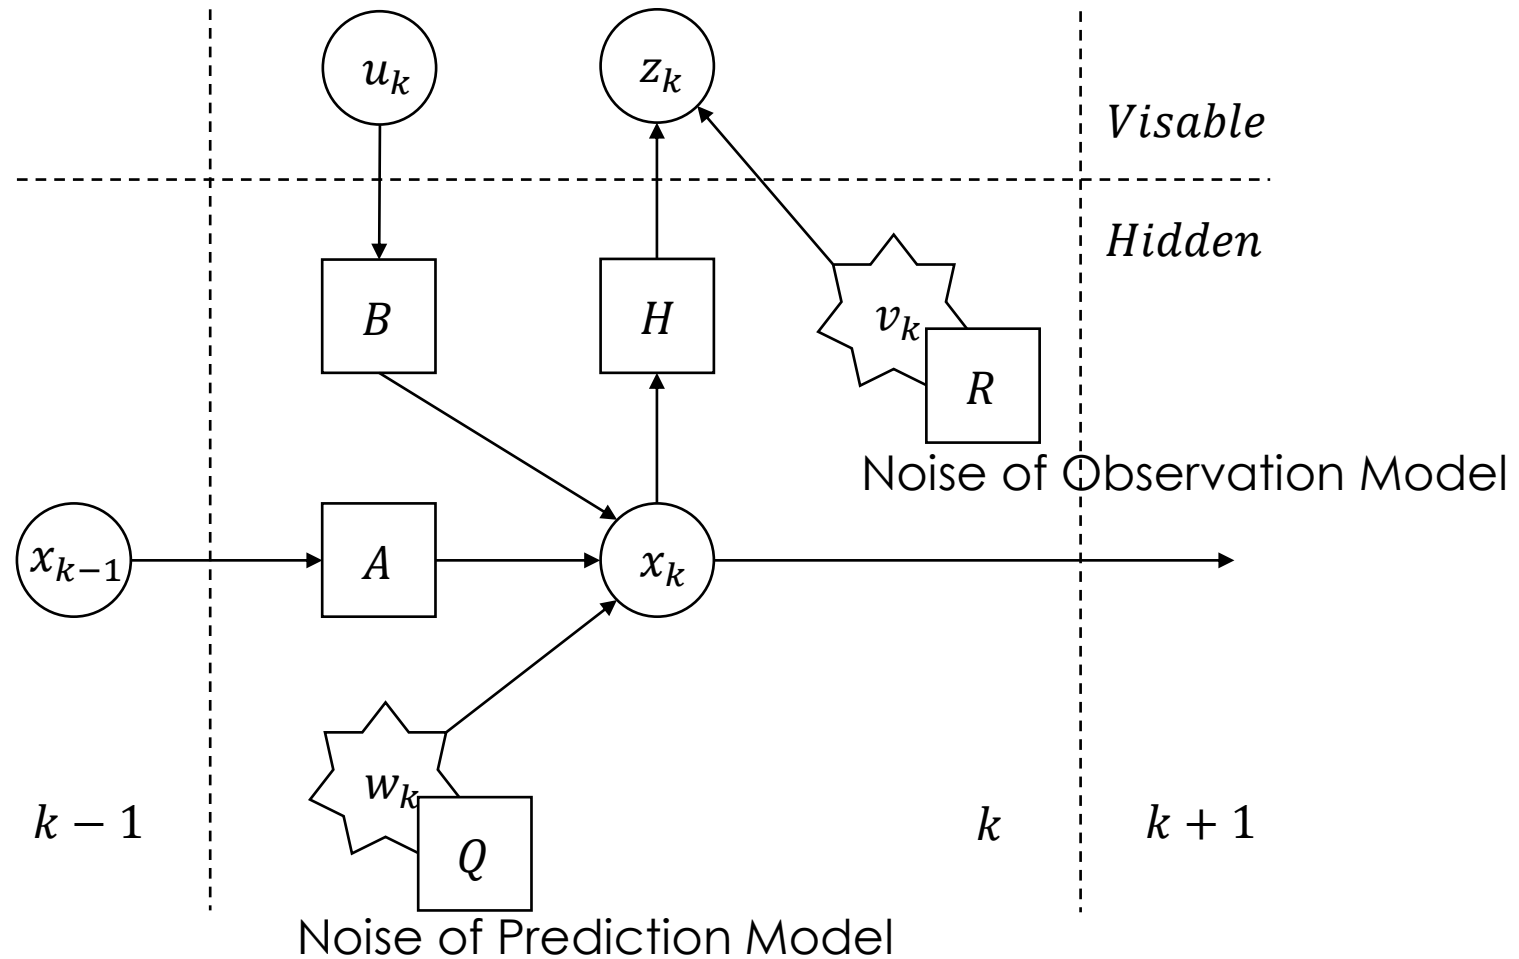 u_k
z_k
Visable
Hidden
B
H
v_k
R
Noise of Observation Model
x_{k−1}
A
x_k
w_k
k − 1
k
k + 1
Q
Noise of Prediction Model